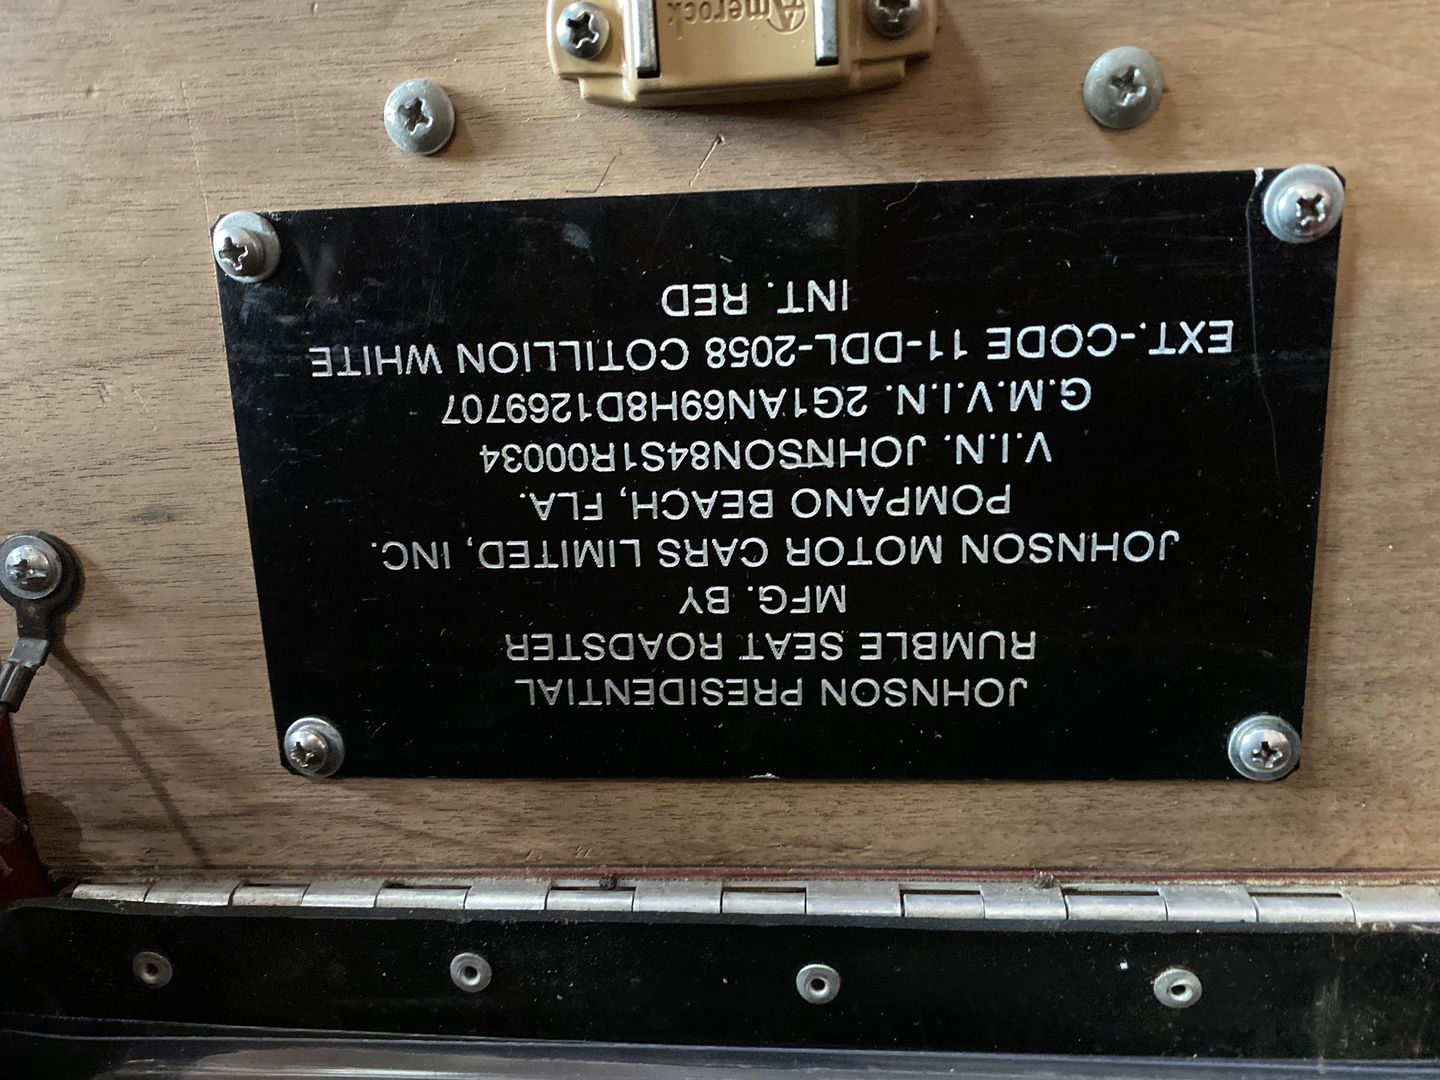 JOHNSON PRESIDENTIAL
RUMBLE SEAT ROADSTER
MFG. BY
JOHNSON MOTOR CARS LIMITED, INC.
POMPANO BEACH, FLA.
V.I.N. JOHNSON84S1R00034
G.M.V.I.N. 2G1AN69H8D1269707
EXT.-CODE 11-DDL-2058 COTILLION WHITE
INT. RED
Amerock